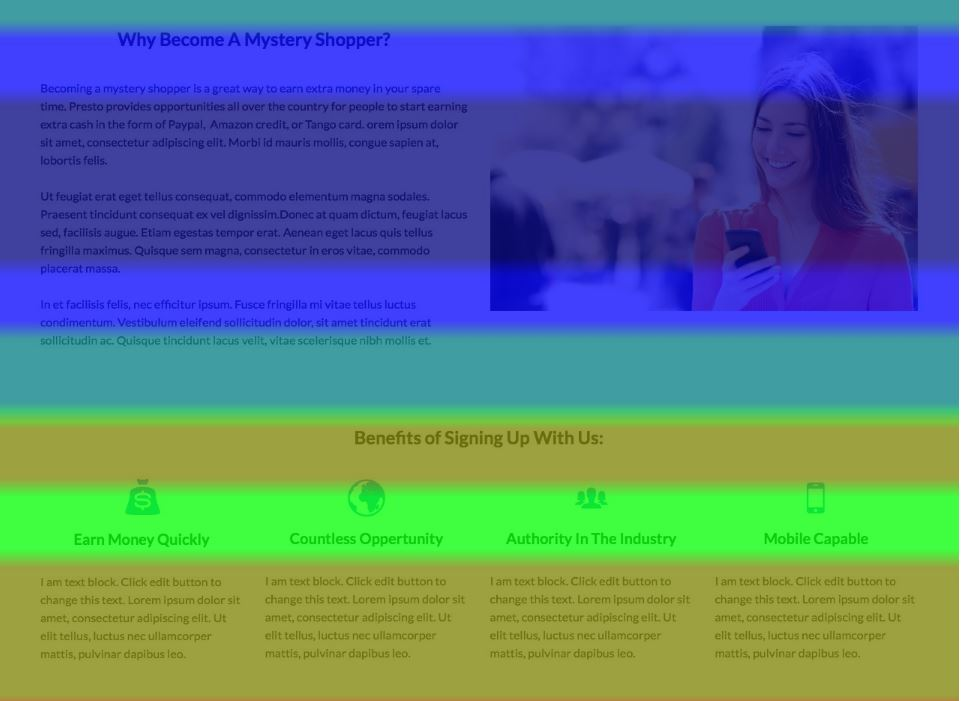 Why Become A Mystery Shopper?
Becoming a mystery shopper is a great way to earn extra money in your spare
time. Presto provides opportunities all over the country for people to start earning
extra cash in the form of Paypal, Amazon credit, or Tango card. orem ipsum dolor
sit amet, consectetur adipiscing elit. Morbi id mauris mollis, congue sapien at,
lobortis felis.
Ut feugiat erat eget tellus consequat, commodo elementum magna sodales.
Praesent tincidunt consequat ex vel dignissim.Donec at quam dictum, feugiat lacus
sed, facilisis augue. Etiam egestas tempor erat. Aenean eget lacus quis tellus
fringilla maximus. Quisque sem magna, consectetur in eros vitae, commodo
placerat massa.
In et facilisis felis, nec efficitur ipsum. Fusce fringilla mi vitae tellus luctus
condimentum. Vestibulum eleifend sollicitudin dolor, sit amet tincidunt erat
sollicitudin ac. Quisque tincidunt lacus velit, vitae scelerisque nibh mollis et.
Benefits of Signing Up With Us:
Earn Money Quickly
I am text block. Click edit button to
change this text. Lorem ipsum dolor sit
amet, consectetur adipiscing elit. Ut
elit tellus, luctus nec ullamcorper
mattis, pulvinar dapibus leo.
Countless Oppertunity
I am text block. Click edit button to
change this text. Lorem ipsum dolor sit
amet, consectetur adipiscing elit. Ut
elit tellus, luctus nec ullamcorper
mattis, pulvinar dapibus leo.
Authority In The Industry
I am text block. Click edit button to
change this text. Lorem ipsum dolor sit
amet, consectetur adipiscing elit. Ut
elit tellus, luctus nec ullamcorper
mattis, pulvinar dapibus leo.
Mobile Capable
I am text block. Click edit button to
change this text. Lorem ipsum dolor sit
amet, consectetur adipiscing elit. Ut
elit tellus, luctus nec ullamcorper
mattis, pulvinar dapibus leo.